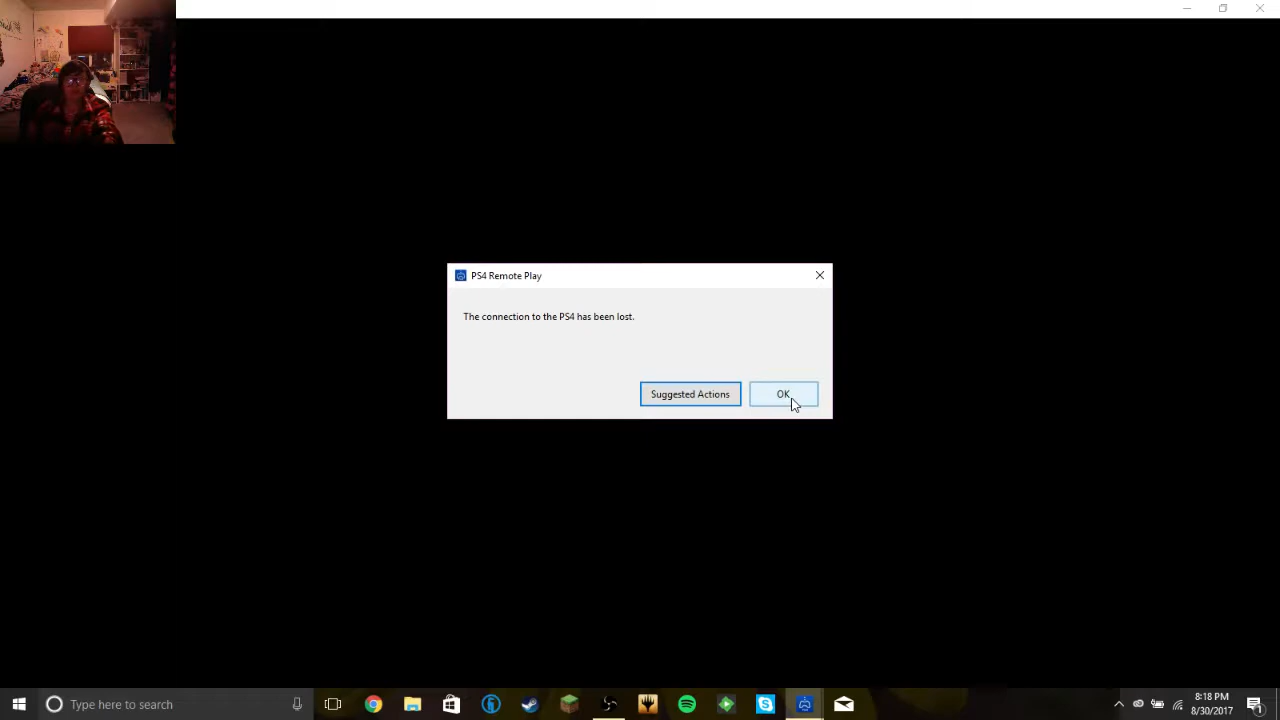 PS4 Remote Play
The connection to the PS4 has been lost.
Suggested Actions
OK
Type here to search
8:18 PM
8/30/2017
1